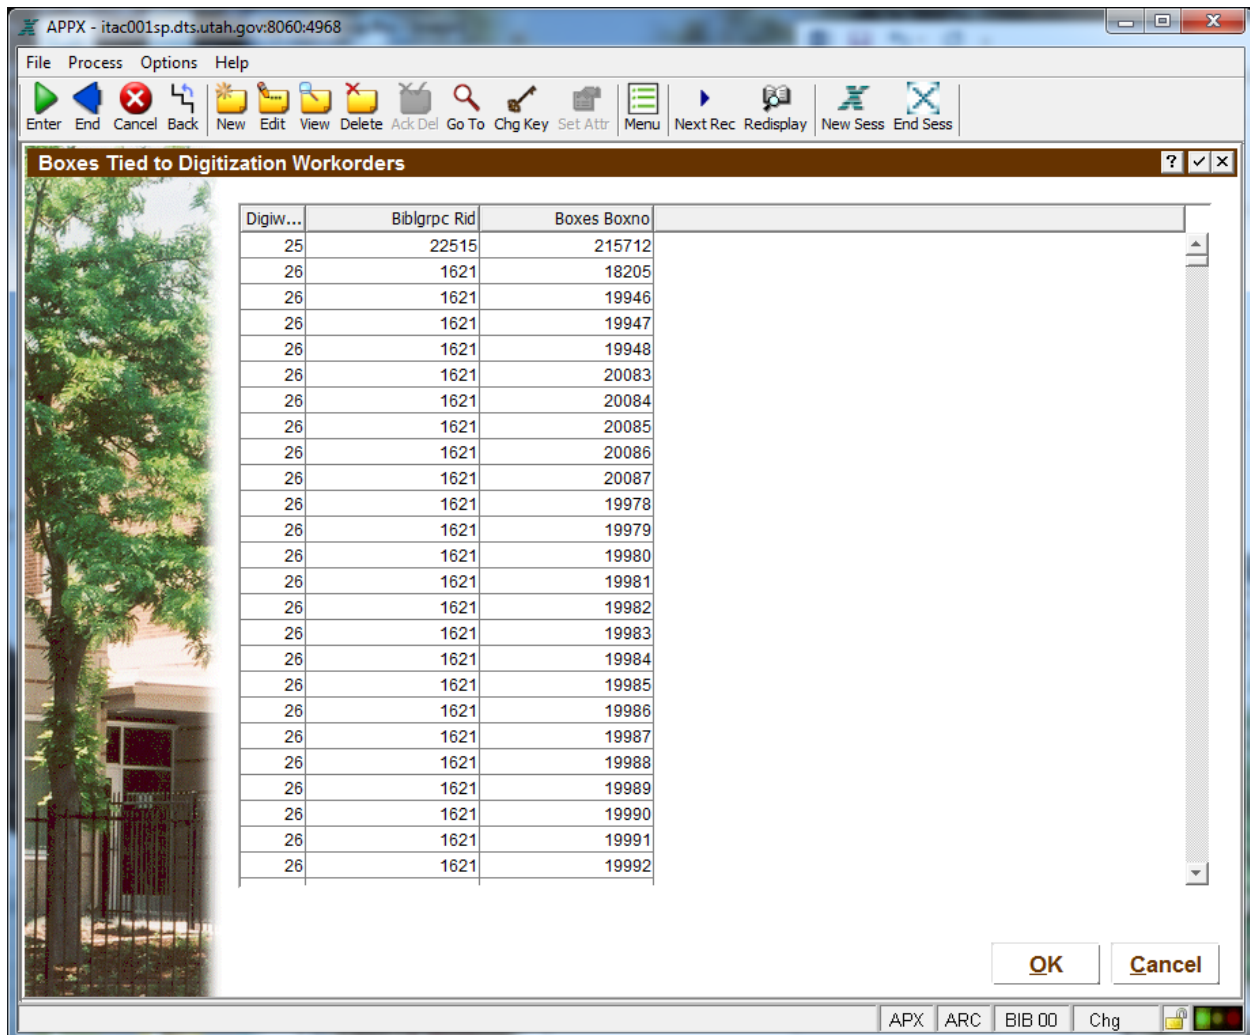 APPX - itac001sp.dts.utah.gov:8060:4968
File Process Options Help
Enter End Cancel Back New Edit View Delete Ack Del Go To Chg Key Set Attr Menu Next Rec Redisplay New Sess End Sess
Boxes Tied to Digitization Workorders ?
Digiw... Biblgrpc Rid Boxes Boxno
25 22515 215712
26 1621 18205
26 1621 19946
26 1621 19947
26 1621 19948
26 1621 20083
26 1621 20084
26 1621 20085
26 1621 20086
26 1621 20087
26 1621 19978
26 1621 19979
26 1621 19980
26 1621 19981
26 1621 19982
26 1621 19983
26 1621 19984
26 1621 19985
26 1621 19986
26 1621 19987
26 1621 19988
26 1621 19989
26 1621 19990
26 1621 19991
26 1621 19992
OK Cancel
APX ARC BIB 00 Chg